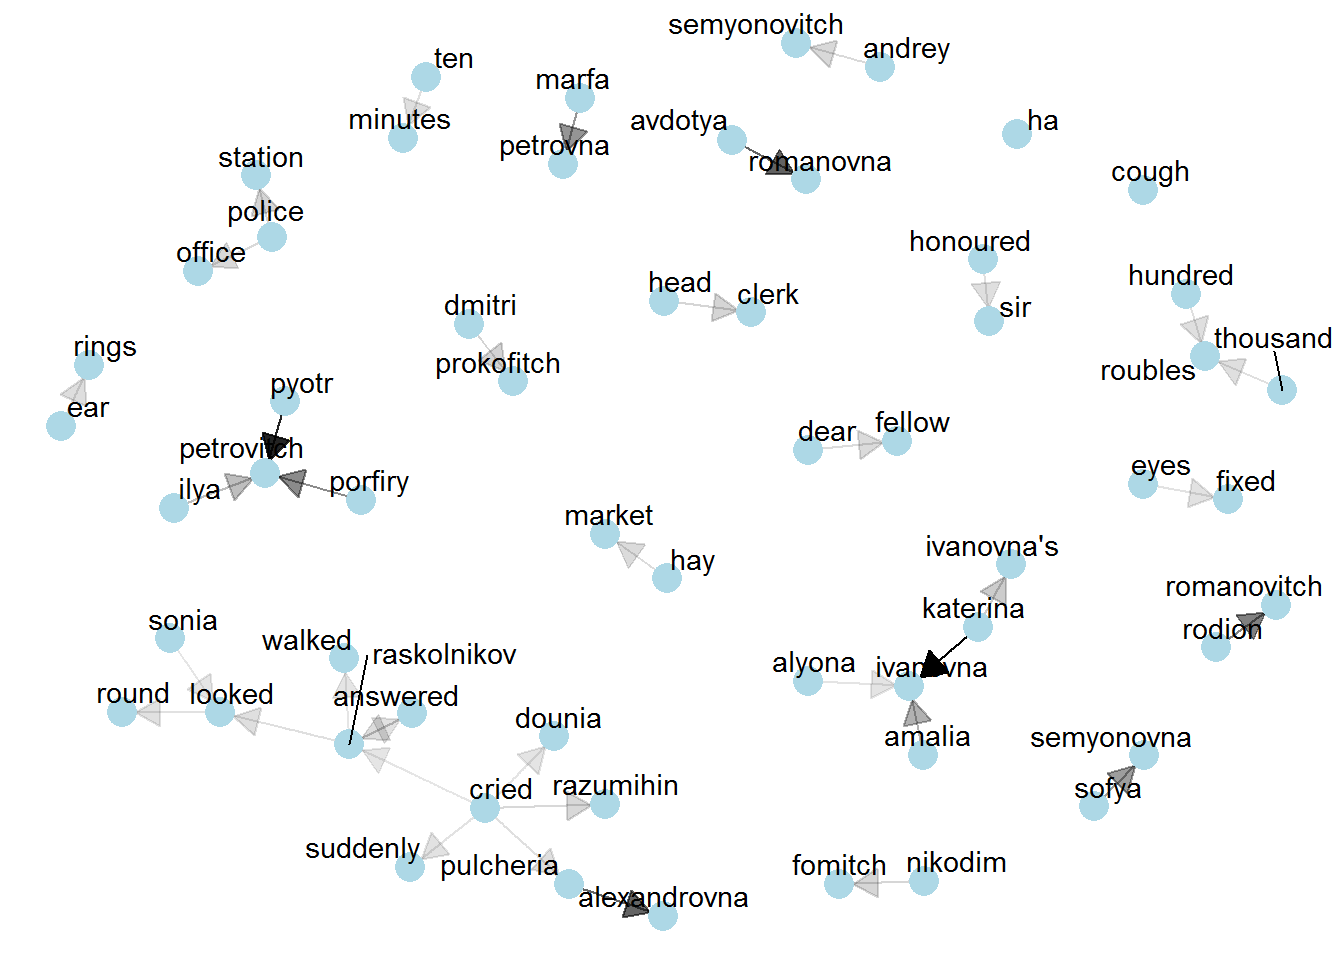 semyonovitch
andrey
ten
marfa
minutes
avdotya
ha
petrovna
romanovna
station
cough
police
office
honoured
head
clerk
hundred
dmitri
sir
thousand
rings
prokofitch
roubles
pyotr
ear
dear
fellow
petrovitch
eyes
fixed
ilya
porfiry
market
hay
ivanovna's
romanovitch
katerina
rodion
sonia
walked
raskolnikov
alyona
ivanovna
round
looked
answered
dounia
amalia
semyonovna
cried
razumihin
sofya
suddenly
pulcheria
fomitch
nikodim
alexandrovna